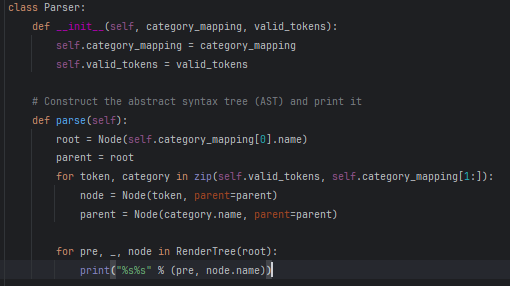 class Parser:
    def __init__(self, category_mapping, valid_tokens):
        self.category_mapping = category_mapping
        self.valid_tokens = valid_tokens

    # Construct the abstract syntax tree (AST) and print it
    def parse(self):
        root = Node(self.category_mapping[0].name)
        parent = root
        for token, category in zip(self.valid_tokens, self.category_mapping[1:]):
            node = Node(token, parent=parent)
            parent = Node(category.name, parent=parent)

        for pre, _, node in RenderTree(root):
            print("%s%s" % (pre, node.name))